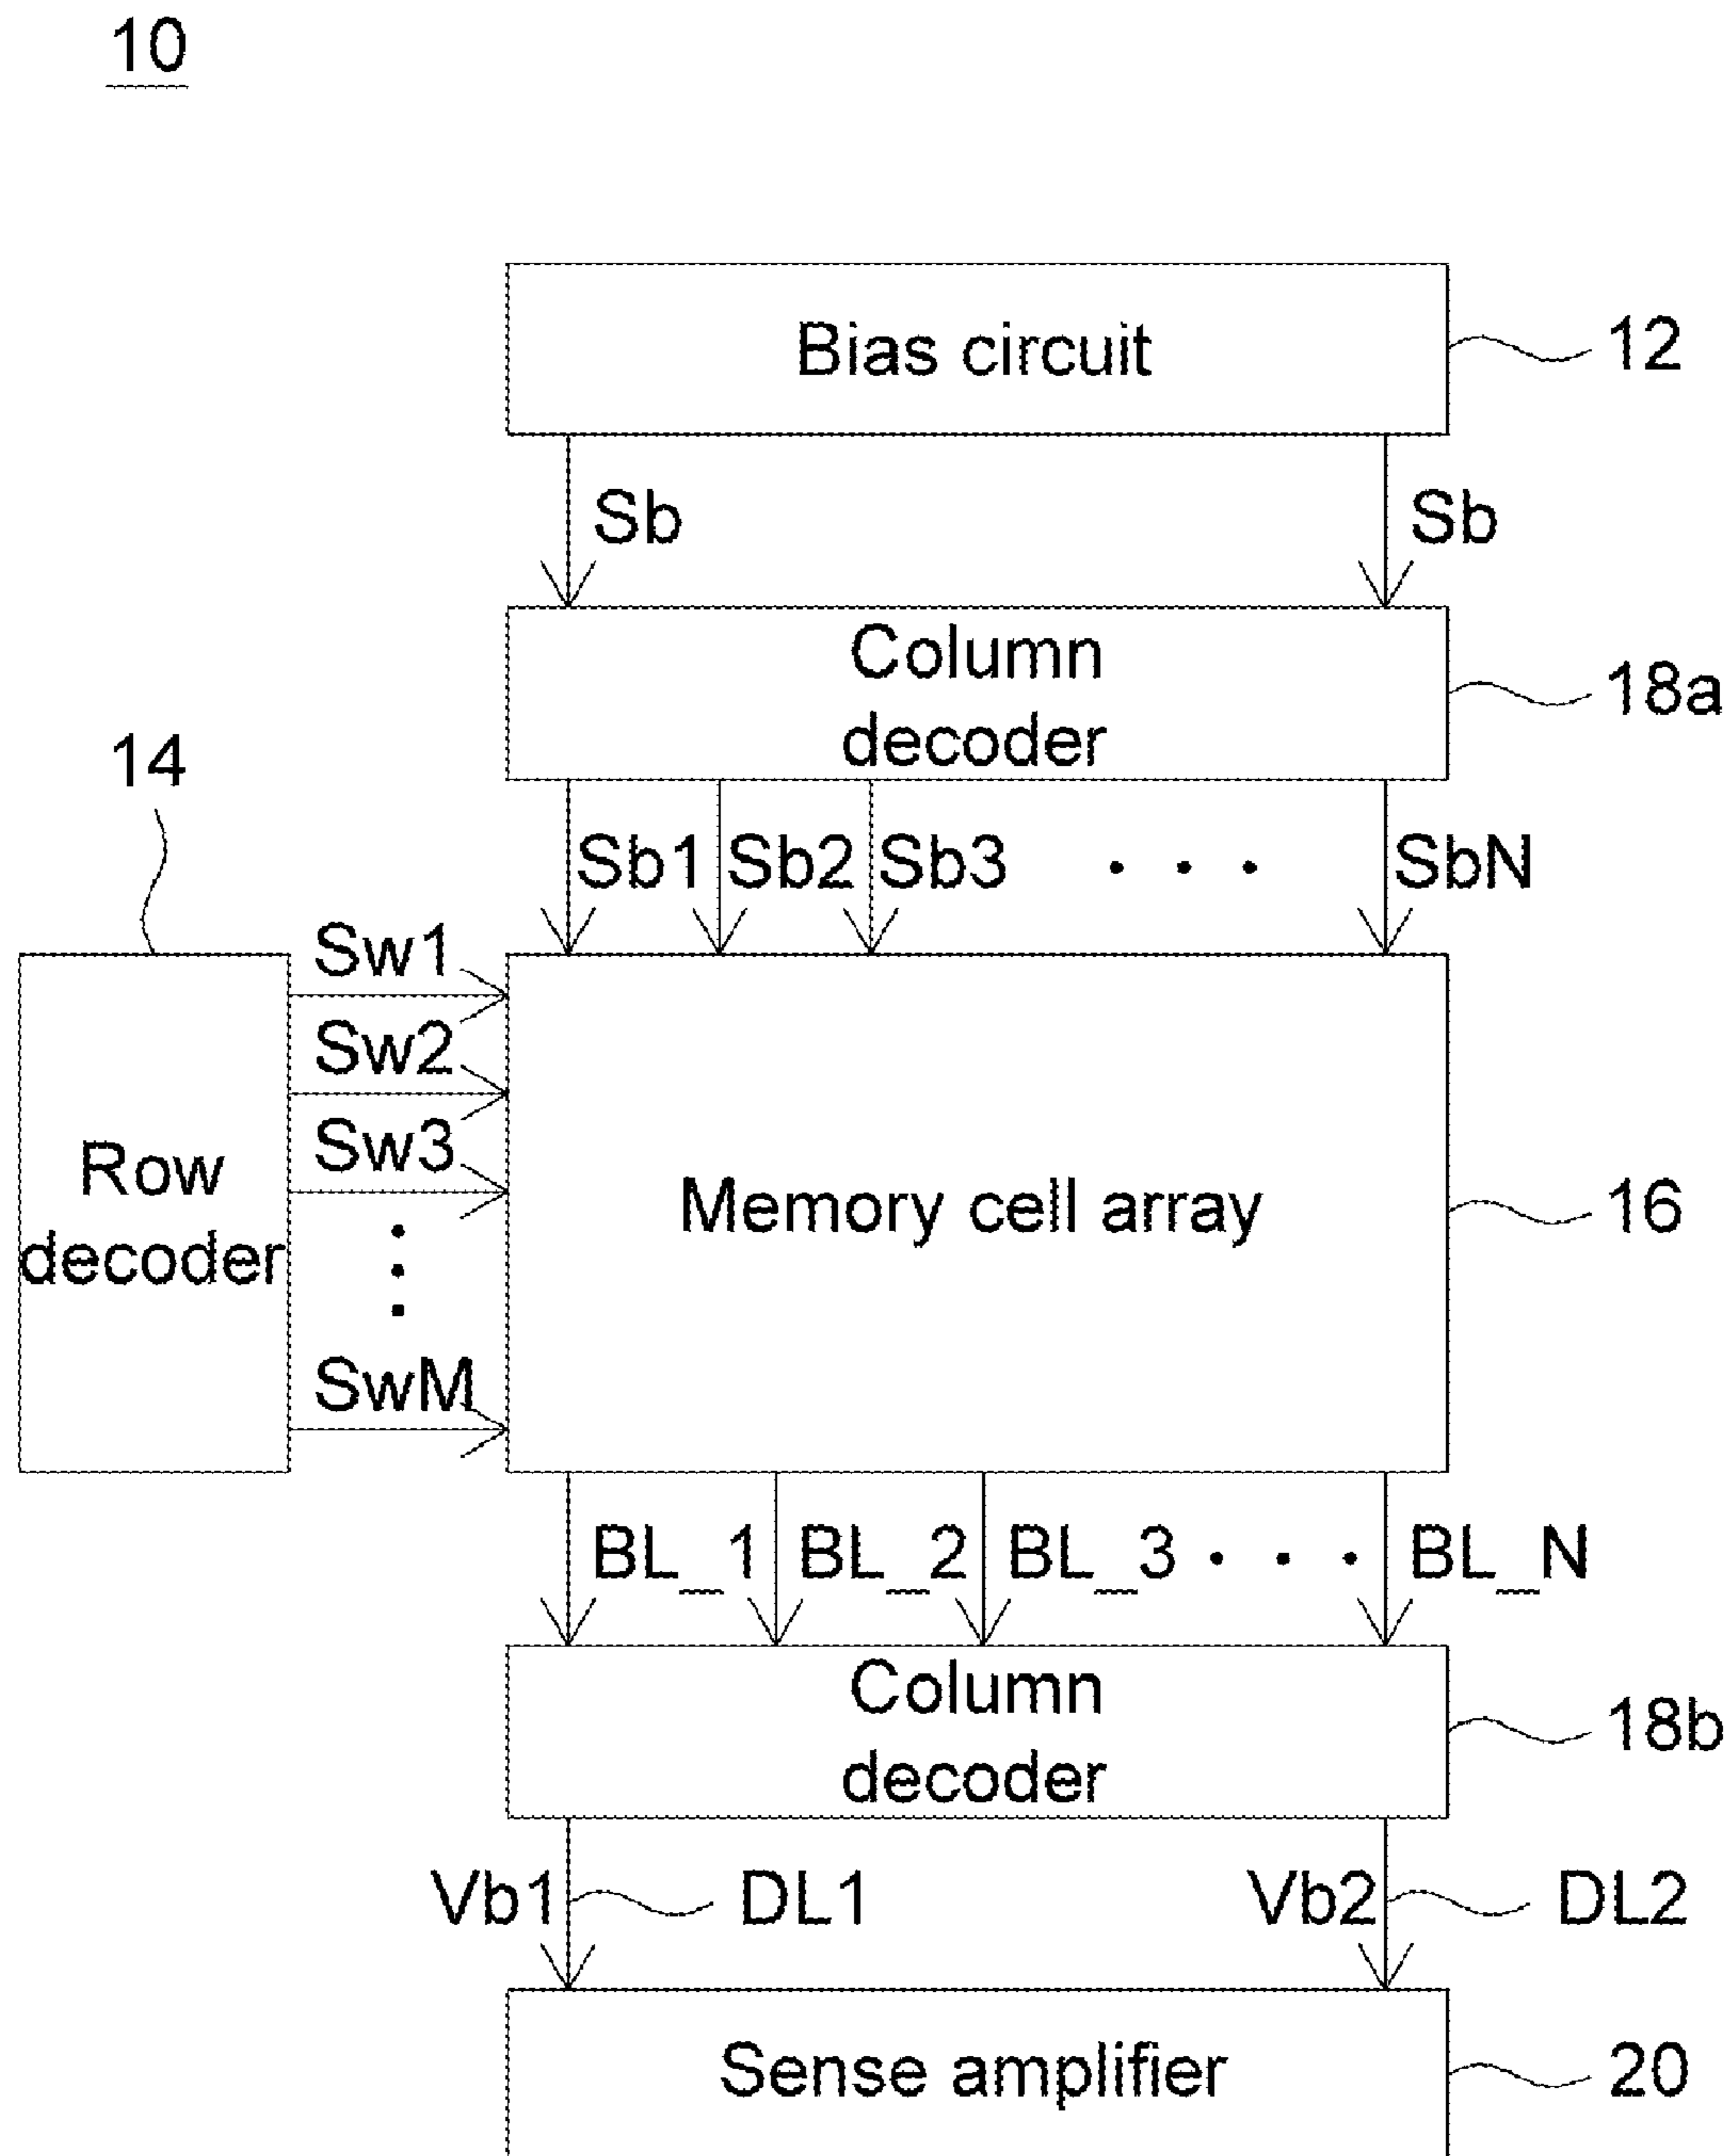 10
Bias circuit
12
Sb
Sb
Column
decoder
18a
14
Sb1
Sb2
Sb3
. . .
SbN
Sw1
Sw2
Sw3
SwM
Row
decoder
Memory cell array
16
BL_1
BL_2
BL_3
. . .
BL_N
Column
decoder
18b
Vb1
DL1
Vb2
DL2
Sense amplifier
20